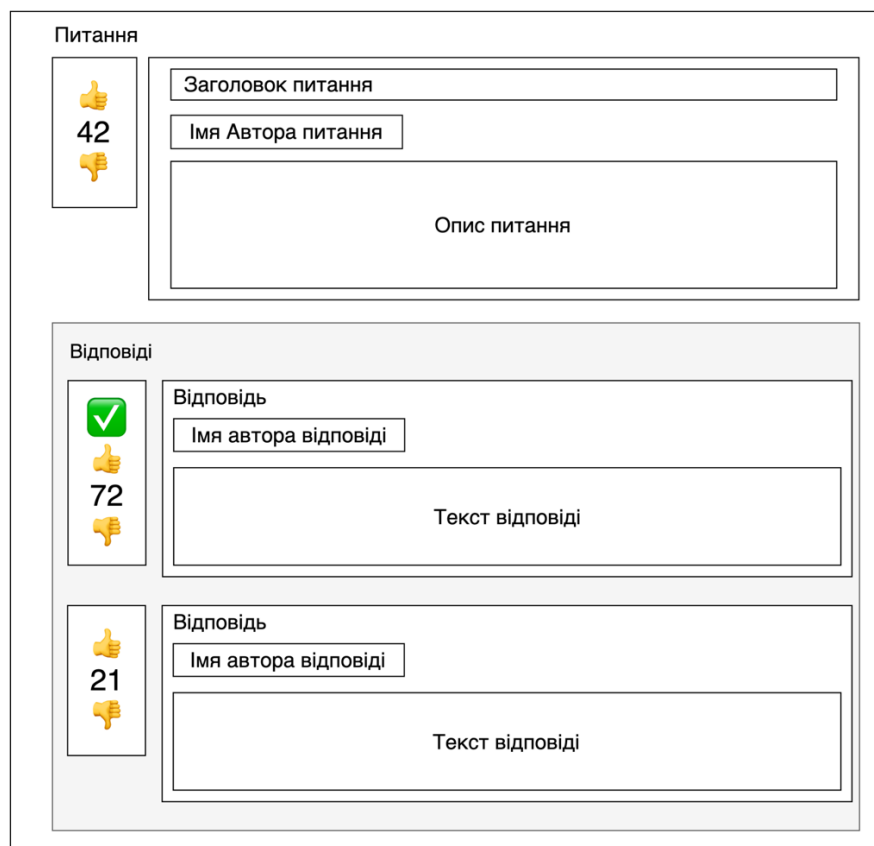 Питання
👍
42
👎
Заголовок питання
Імя Автора питання
Опис питання
Відповіді
✅
👍
72
👎
Відповідь
Імя автора відповіді
Текст відповіді
👍
21
👎
Відповідь
Імя автора відповіді
Текст відповіді